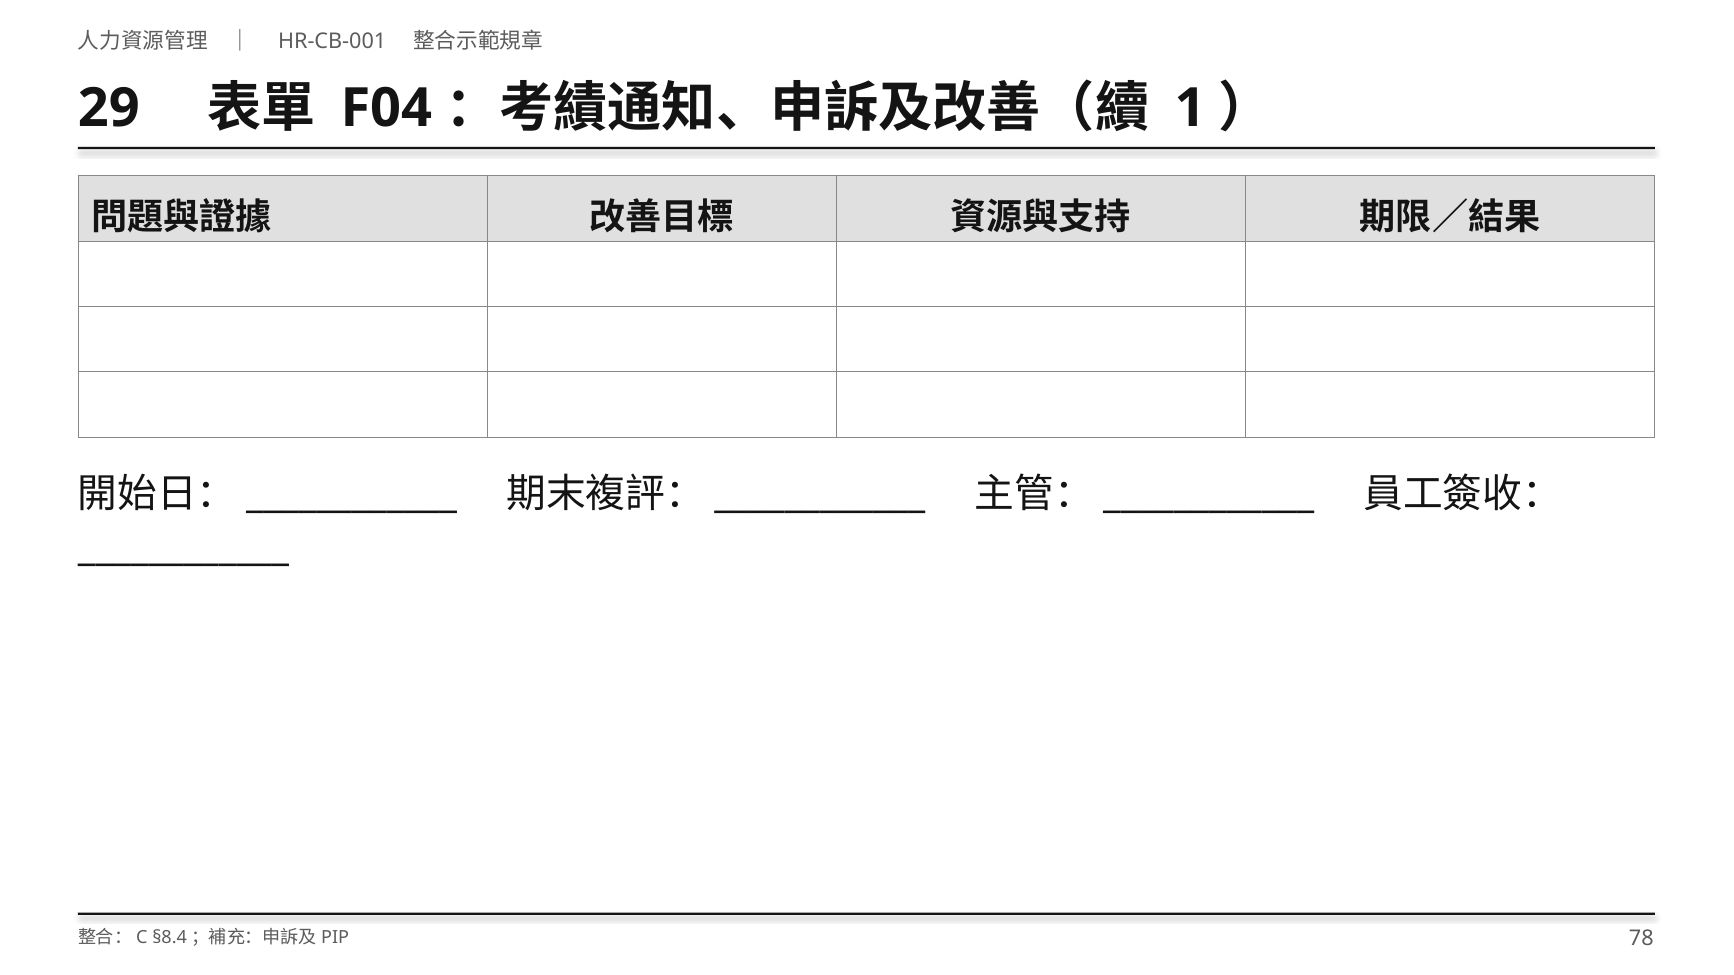 人力資源管理 ｜ HR-CB-001 整合示範規章
29 表單 F04：考績通知、申訴及改善（續 1）
問題與證據 改善目標 資源與支持 期限／結果
開始日：____________ 期末複評：____________ 主管：____________ 員工簽收：
____________
整合：C §8.4；補充：申訴及 PIP 78